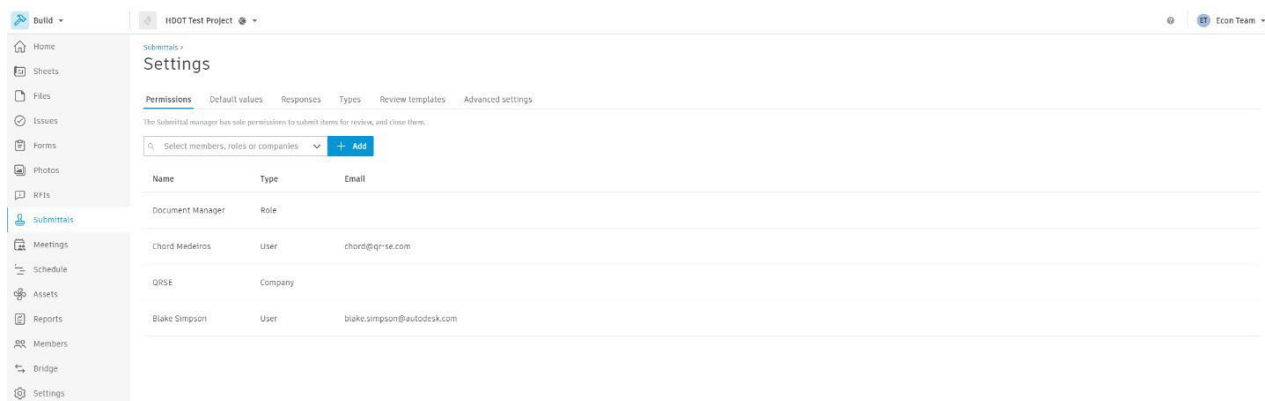 Build
HDOT Test Project
ET Econ Team
Home
Sheets
Files
Issues
Forms
Photos
RFIs
Submittals
Meetings
Schedule
Assets
Reports
Members
Bridge
Settings
Submittals >
Settings
Permissions Default values Responses Types Review templates Advanced settings
The Submittal manager has sole permissions to submit items for review, and close them.
Select members, roles or companies + Add
Name Type Email
Document Manager Role
Chord Medeiros User chord@qr-se.com
QRSE Company
Blake Simpson User blake.simpson@autodesk.com